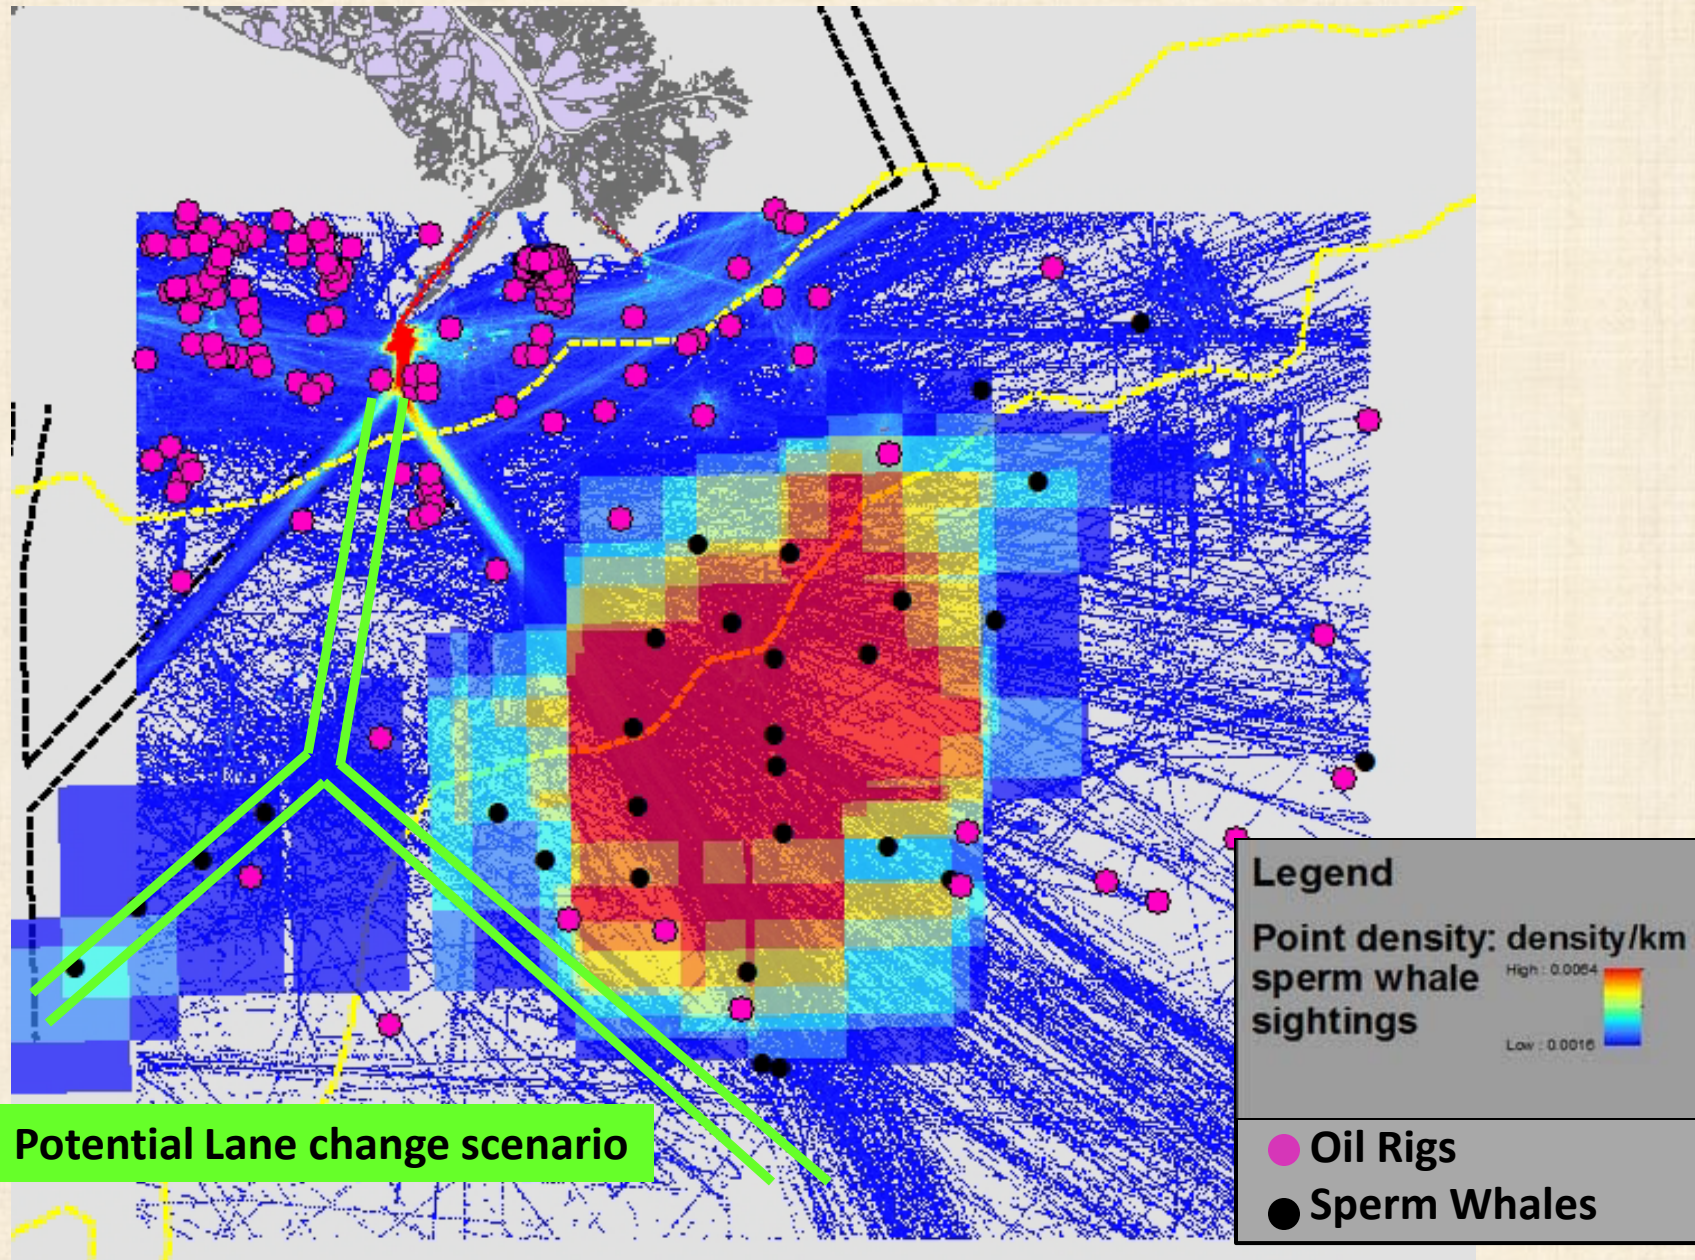 Potential Lane change scenario
Legend
Point density: density/km
sperm whale
sightings
High : 0.0064
Low : 0.0016
Oil Rigs
Sperm Whales